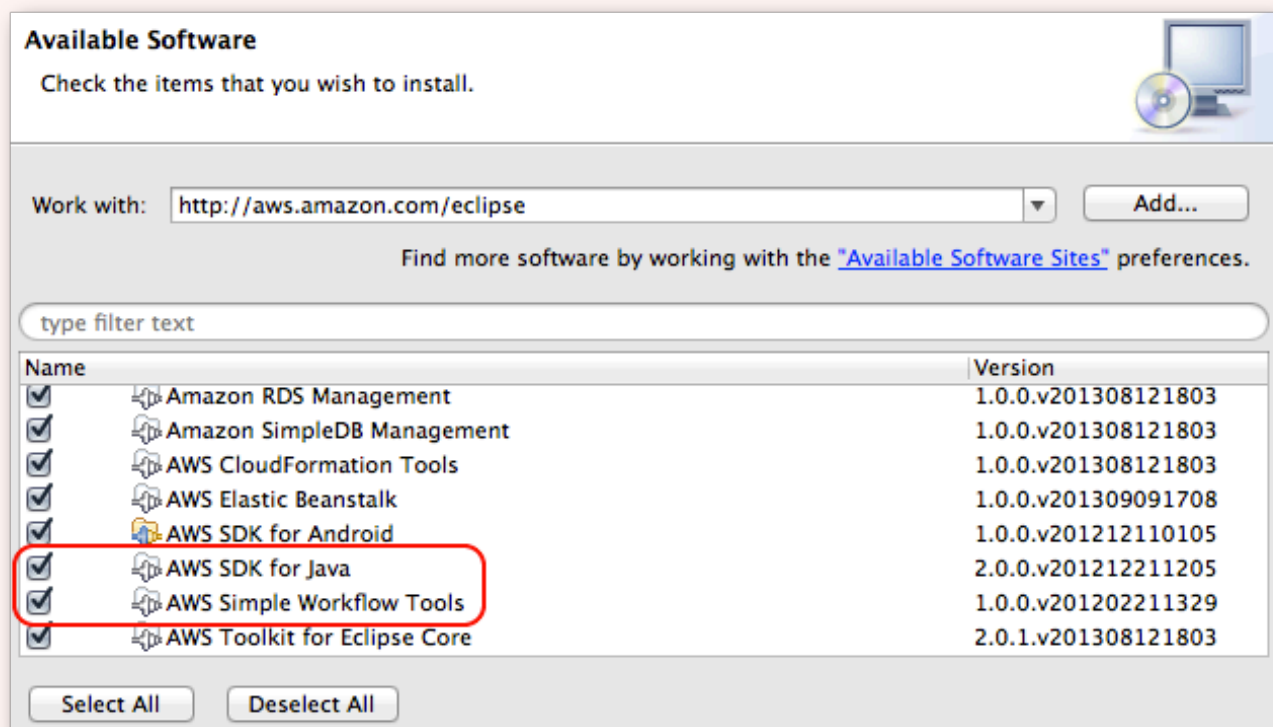 Available Software
Check the items that you wish to install.
Work with: http://aws.amazon.com/eclipse Add...
Find more software by working with the "Available Software Sites" preferences.
type filter text
Name Version
Amazon RDS Management 1.0.0.v201308121803
Amazon SimpleDB Management 1.0.0.v201308121803
AWS CloudFormation Tools 1.0.0.v201308121803
AWS Elastic Beanstalk 1.0.0.v201309091708
AWS SDK for Android 1.0.0.v201212110105
AWS SDK for Java 2.0.0.v201212211205
AWS Simple Workflow Tools 1.0.0.v201202211329
AWS Toolkit for Eclipse Core 2.0.1.v201308121803
Select All Deselect All